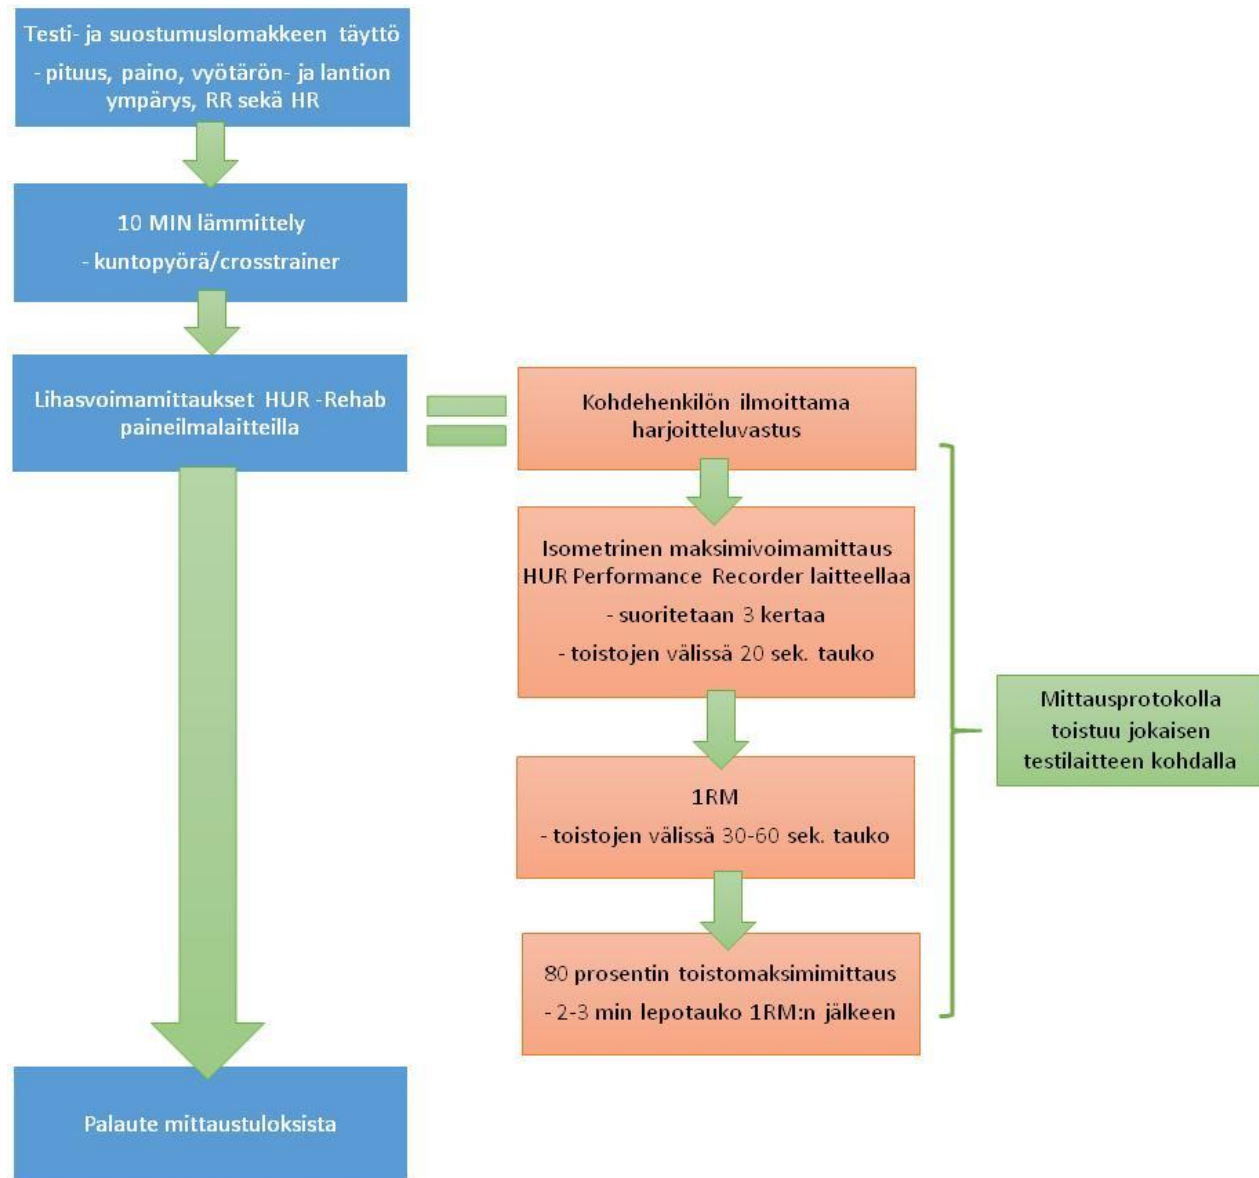 Testi- ja suostumuslomakkeen täyttö
- pituus, paino, vyötärön- ja lantion
ympärys, RR sekä HR
10 MIN lämmittely
- kuntopyörä/crosstrainer
Lihasvoimamittaukset HUR -Rehab
paineilmalaitteilla
Kohdehenkilön ilmoittama
harjoitteluvastus
Isometrinen maksimivoimamittaus
HUR Performance Recorder laitteellaa
- suoritetaan 3 kertaa
- toistojen välissä 20 sek. tauko
1RM
- toistojen välissä 30-60 sek. tauko
80 prosentin toistomaksimimittaus
- 2-3 min lepotauko 1RM:n jälkeen
Mittausprotokolla
toistuu jokaisen
testilaitteen kohdalla
Palaute mittaustuloksista